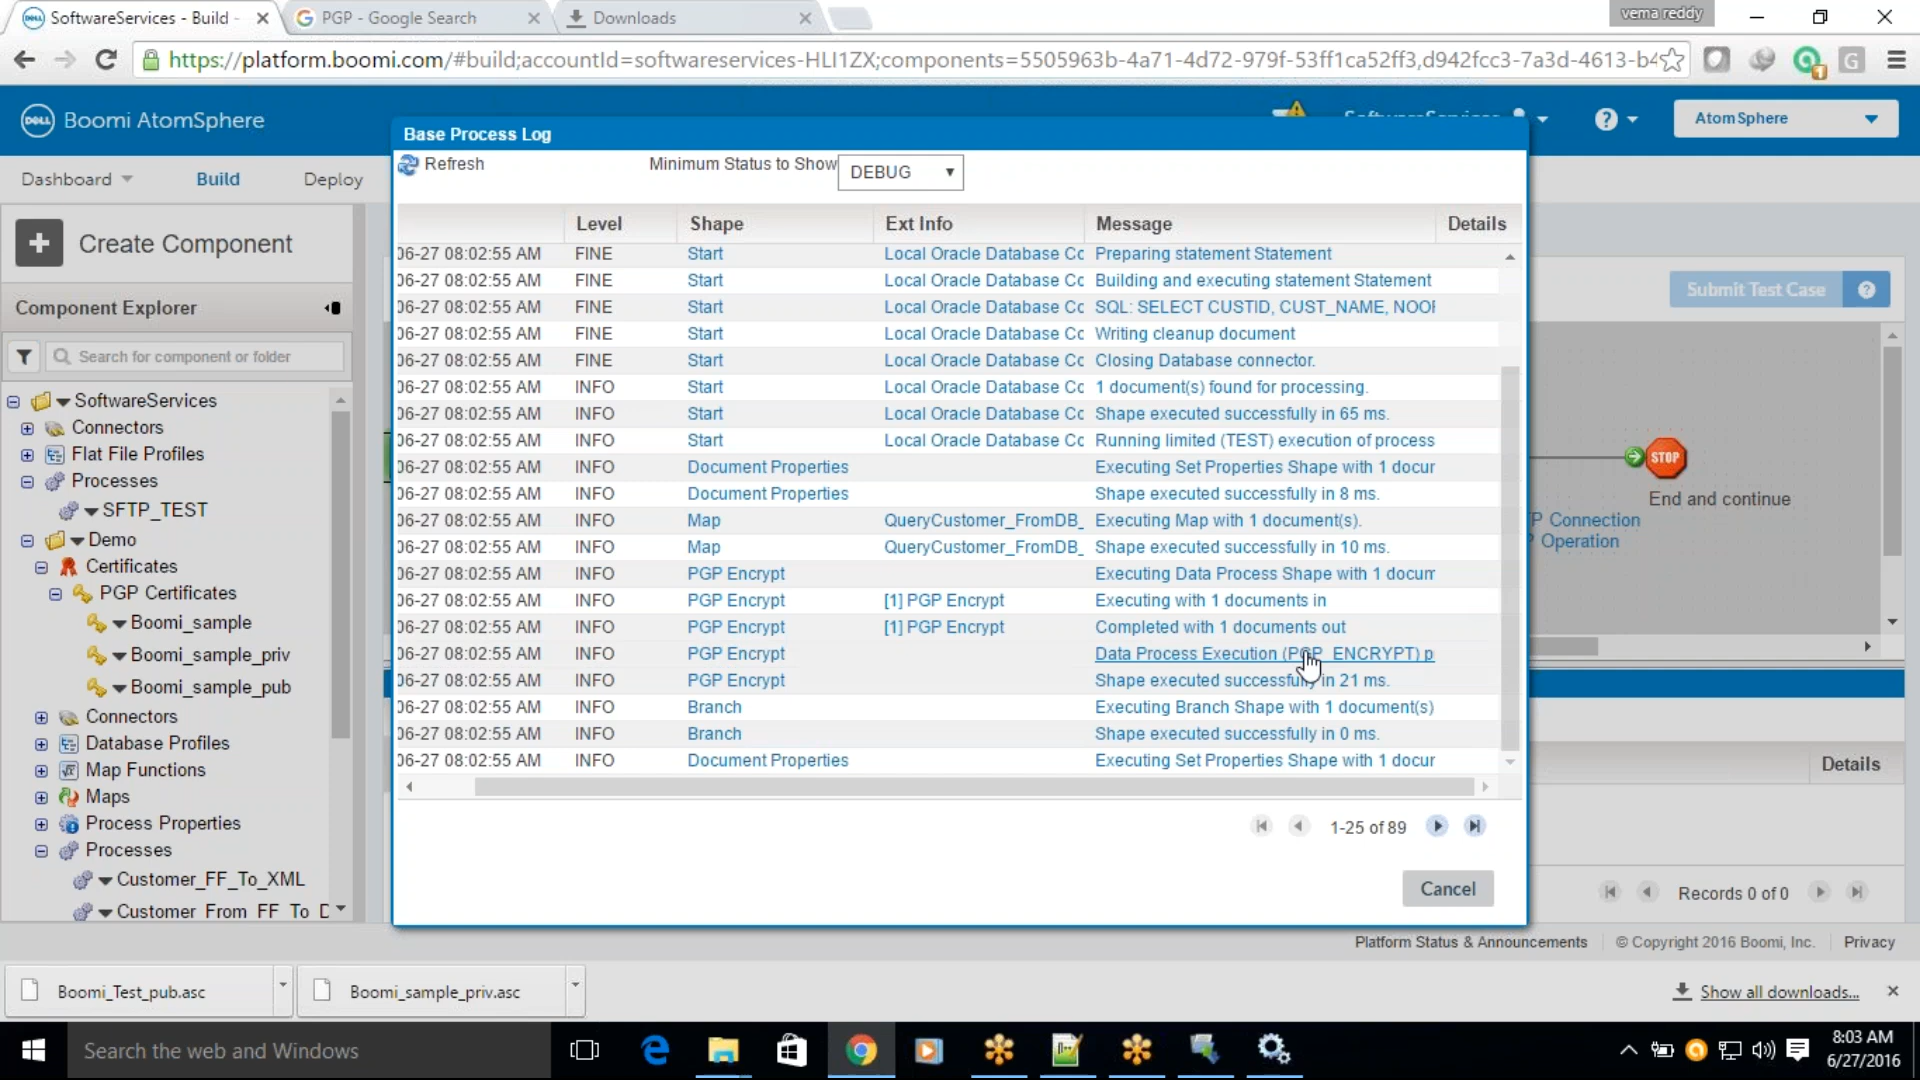 SoftwareServices - Build -
PGP - Google Search
Downloads
vema reddy
https://platform.boomi.com/#build;accountId=softwareservices-HLI1ZX;components=5505963b-4a71-4d72-979f-53ff1ca52ff3,d942fcc3-7a3d-4613-b4
DELL Boomi AtomSphere
AtomSphere
Dashboard Build Deploy
Create Component
Component Explorer
Search for component or folder
SoftwareServices
Connectors
Flat File Profiles
Processes
SFTP_TEST
Demo
Certificates
PGP Certificates
Boomi_sample
Boomi_sample_priv
Boomi_sample_pub
Connectors
Database Profiles
Map Functions
Maps
Process Properties
Processes
Customer_FF_To_XML
Customer From FF To
Base Process Log
Refresh Minimum Status to Show DEBUG
Level Shape Ext Info Message Details
06-27 08:02:55 AM FINE Start Local Oracle Database Cc Preparing statement Statement
06-27 08:02:55 AM FINE Start Local Oracle Database Cc Building and executing statement Statement
06-27 08:02:55 AM FINE Start Local Oracle Database Cc SQL: SELECT CUSTID, CUST_NAME,
06-27 08:02:55 AM FINE Start Local Oracle Database Cc Writing cleanup document
06-27 08:02:55 AM FINE Start Local Oracle Database Cc Closing Database connector.
06-27 08:02:55 AM INFO Start Local Oracle Database Cc 1 document(s) found for processing.
06-27 08:02:55 AM INFO Start Local Oracle Database Cc Shape executed successfully in 65 ms.
06-27 08:02:55 AM INFO Start Local Oracle Database Cc Running limited (TEST) execution of process
06-27 08:02:55 AM INFO Document Properties Executing Set Properties Shape with 1 docur
06-27 08:02:55 AM INFO Document Properties Shape executed successfully in 8 ms.
06-27 08:02:55 AM INFO Map QueryCustomer_FromDB_ Executing Map with 1 document(s).
06-27 08:02:55 AM INFO Map QueryCustomer_FromDB_ Shape executed successfully in 10 ms.
06-27 08:02:55 AM INFO PGP Encrypt Executing Data Process Shape with 1 docum
06-27 08:02:55 AM INFO PGP Encrypt [1] PGP Encrypt Executing with 1 documents in
06-27 08:02:55 AM INFO PGP Encrypt [1] PGP Encrypt Completed with 1 documents out
06-27 08:02:55 AM INFO PGP Encrypt Data Process Execution (PGP_ENCRYPT) p
06-27 08:02:55 AM INFO PGP Encrypt Shape executed successfully in 21 ms.
06-27 08:02:55 AM INFO Branch Executing Branch Shape with 1 document(s)
06-27 08:02:55 AM INFO Branch Shape executed successfully in 0 ms.
06-27 08:02:55 AM INFO Document Properties Executing Set Properties Shape with 1 docur
1-25 of 89
Cancel
Submit Test Case
STOP
End and continue
P Connection
Operation
Details
Records 0 of 0
Platform Status & Announcements © Copyright 2016 Boomi, Inc. Privacy
Boomi_Test_pub.asc
Boomi_sample_priv.asc
Show all downloads...
Search the web and Windows
8:03 AM
6/27/2016